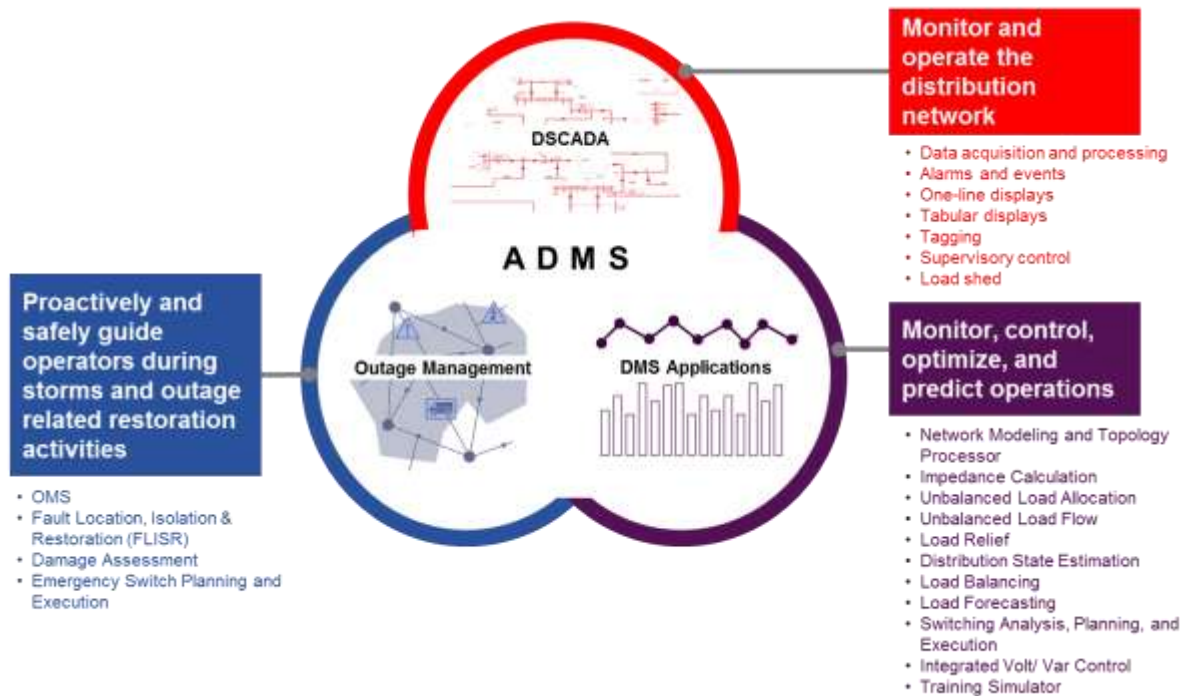 Monitor and
operate the
distribution
network
DSCADA
• Data acquisition and processing
• Alarms and events
• One-line displays
• Tabular displays
• Tagging
• Supervisory control
• Load shed
ADMS
Proactively and
safely guide
operators during
storms and outage
related restoration
activities
Outage Management
DMS Applications
Monitor, control,
optimize, and
predict operations
• OMS
• Fault Location, Isolation &
Restoration (FLISR)
• Damage Assessment
• Emergency Switch Planning and
Execution
• Network Modeling and Topology
Processor
• Impedance Calculation
• Unbalanced Load Allocation
• Unbalanced Load Flow
• Load Relief
• Distribution State Estimation
• Load Balancing
• Load Forecasting
• Switching Analysis, Planning, and
Execution
• Integrated Volt/ Var Control
• Training Simulator